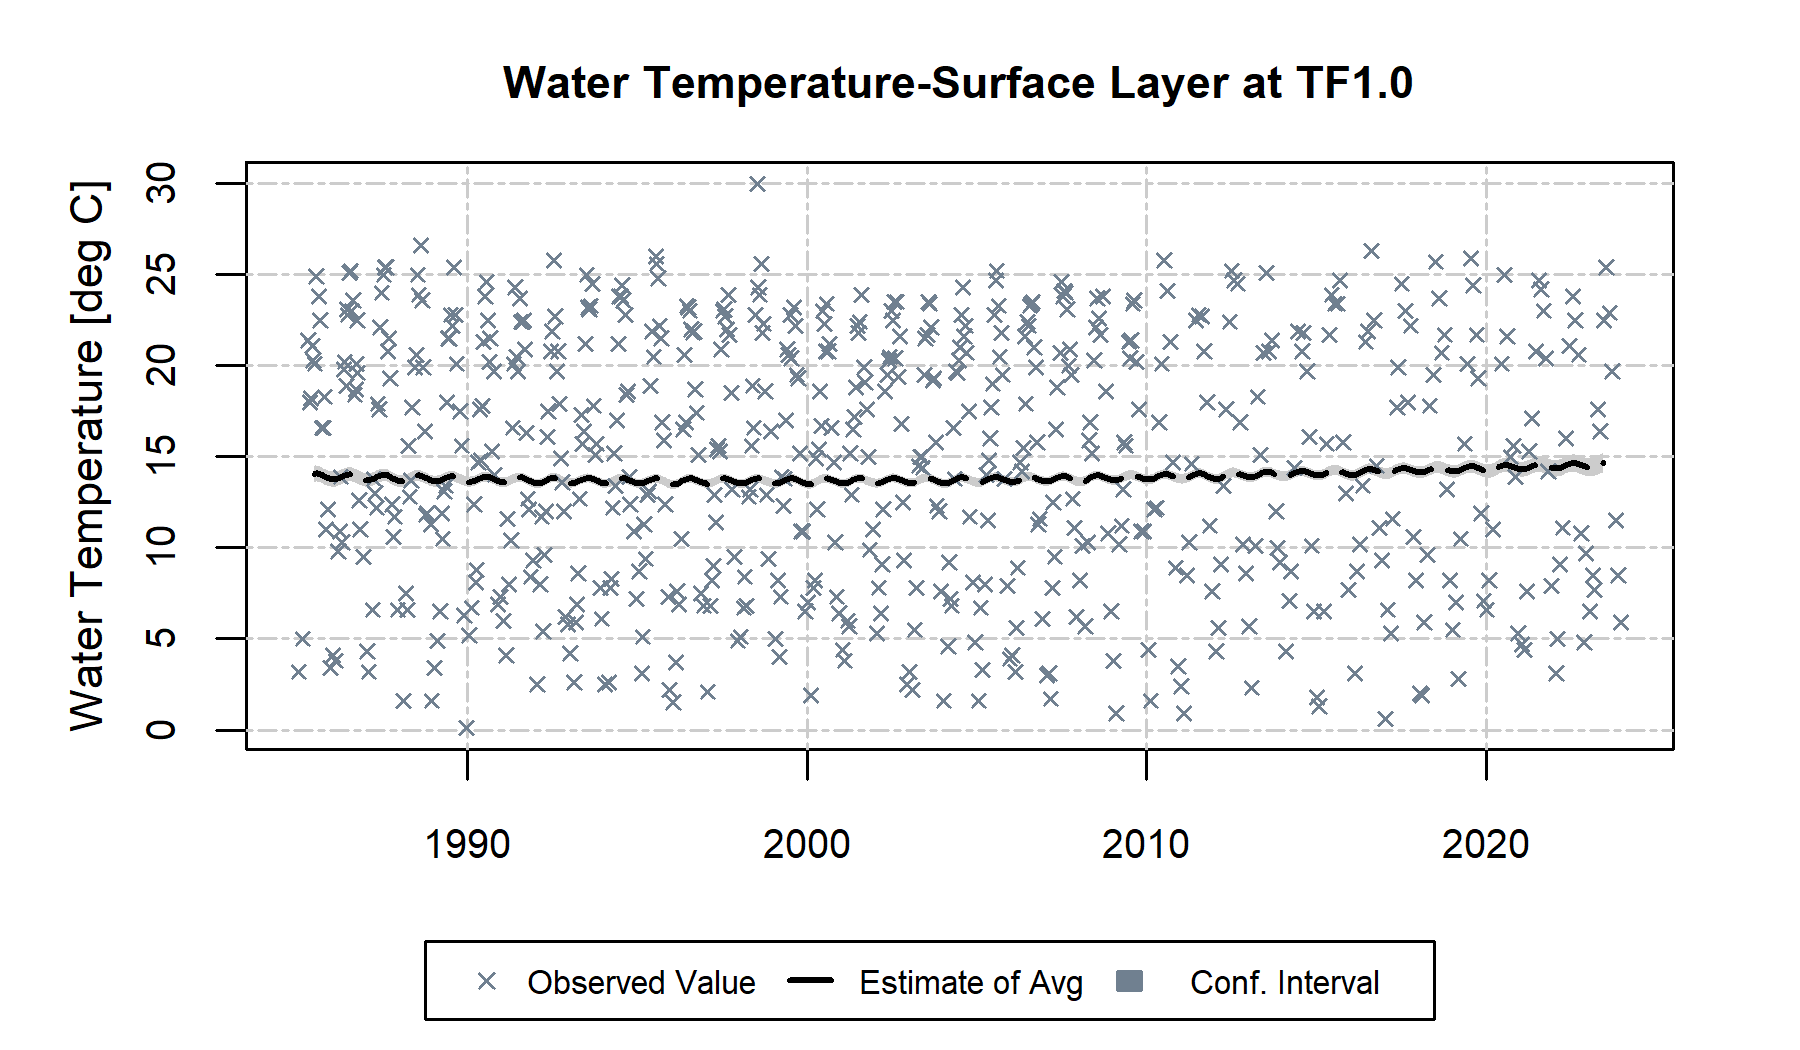 Water Temperature-Surface Layer at TF1.0
Water Temperature [deg C]
30
25
20
15
10
5
0
1990 2000 2010 2020
Observed Value Estimate of Avg Conf. Interval